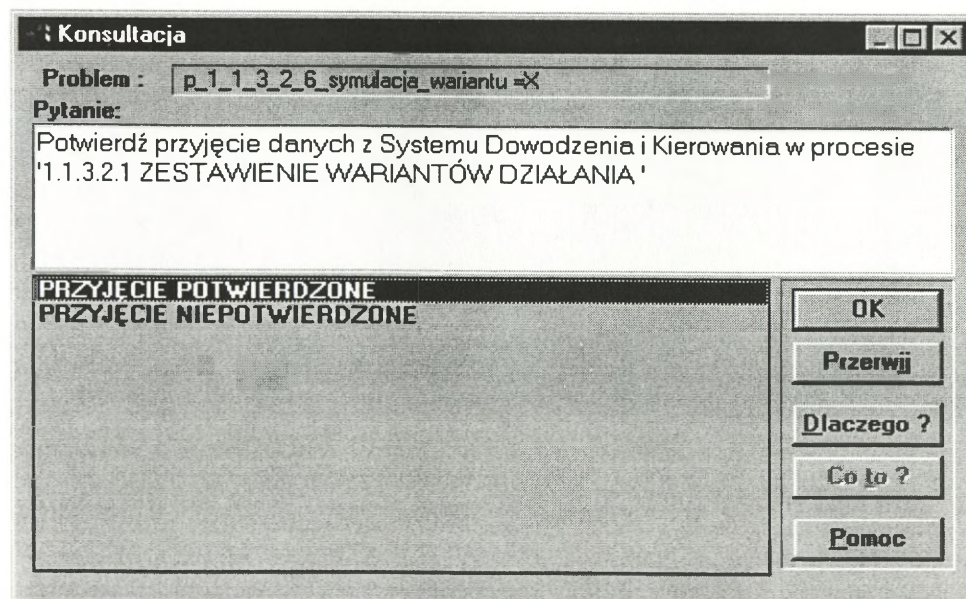 Konsultacja
Problem : p_1_1_3_2_6_symulacja_wariantu =X
Pytanie:
Potwierdź przyjęcie danych z Systemu Dowodzenia i Kierowania w procesie
'1.1.3.2.1 ZESTAWIENIE WARIANTÓW DZIAŁANIA '
PRZYJĘCIE POTWIERDZONE
PRZYJĘCIE NIEPOTWIERDZONE
OK
Przerwij
Dlaczego ?
Co to ?
Pomoc